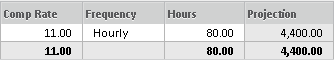 Comp Rate Frequency Hours Projection
11.00 Hourly 80.00 4,400.00
11.00 80.00 4,400.00